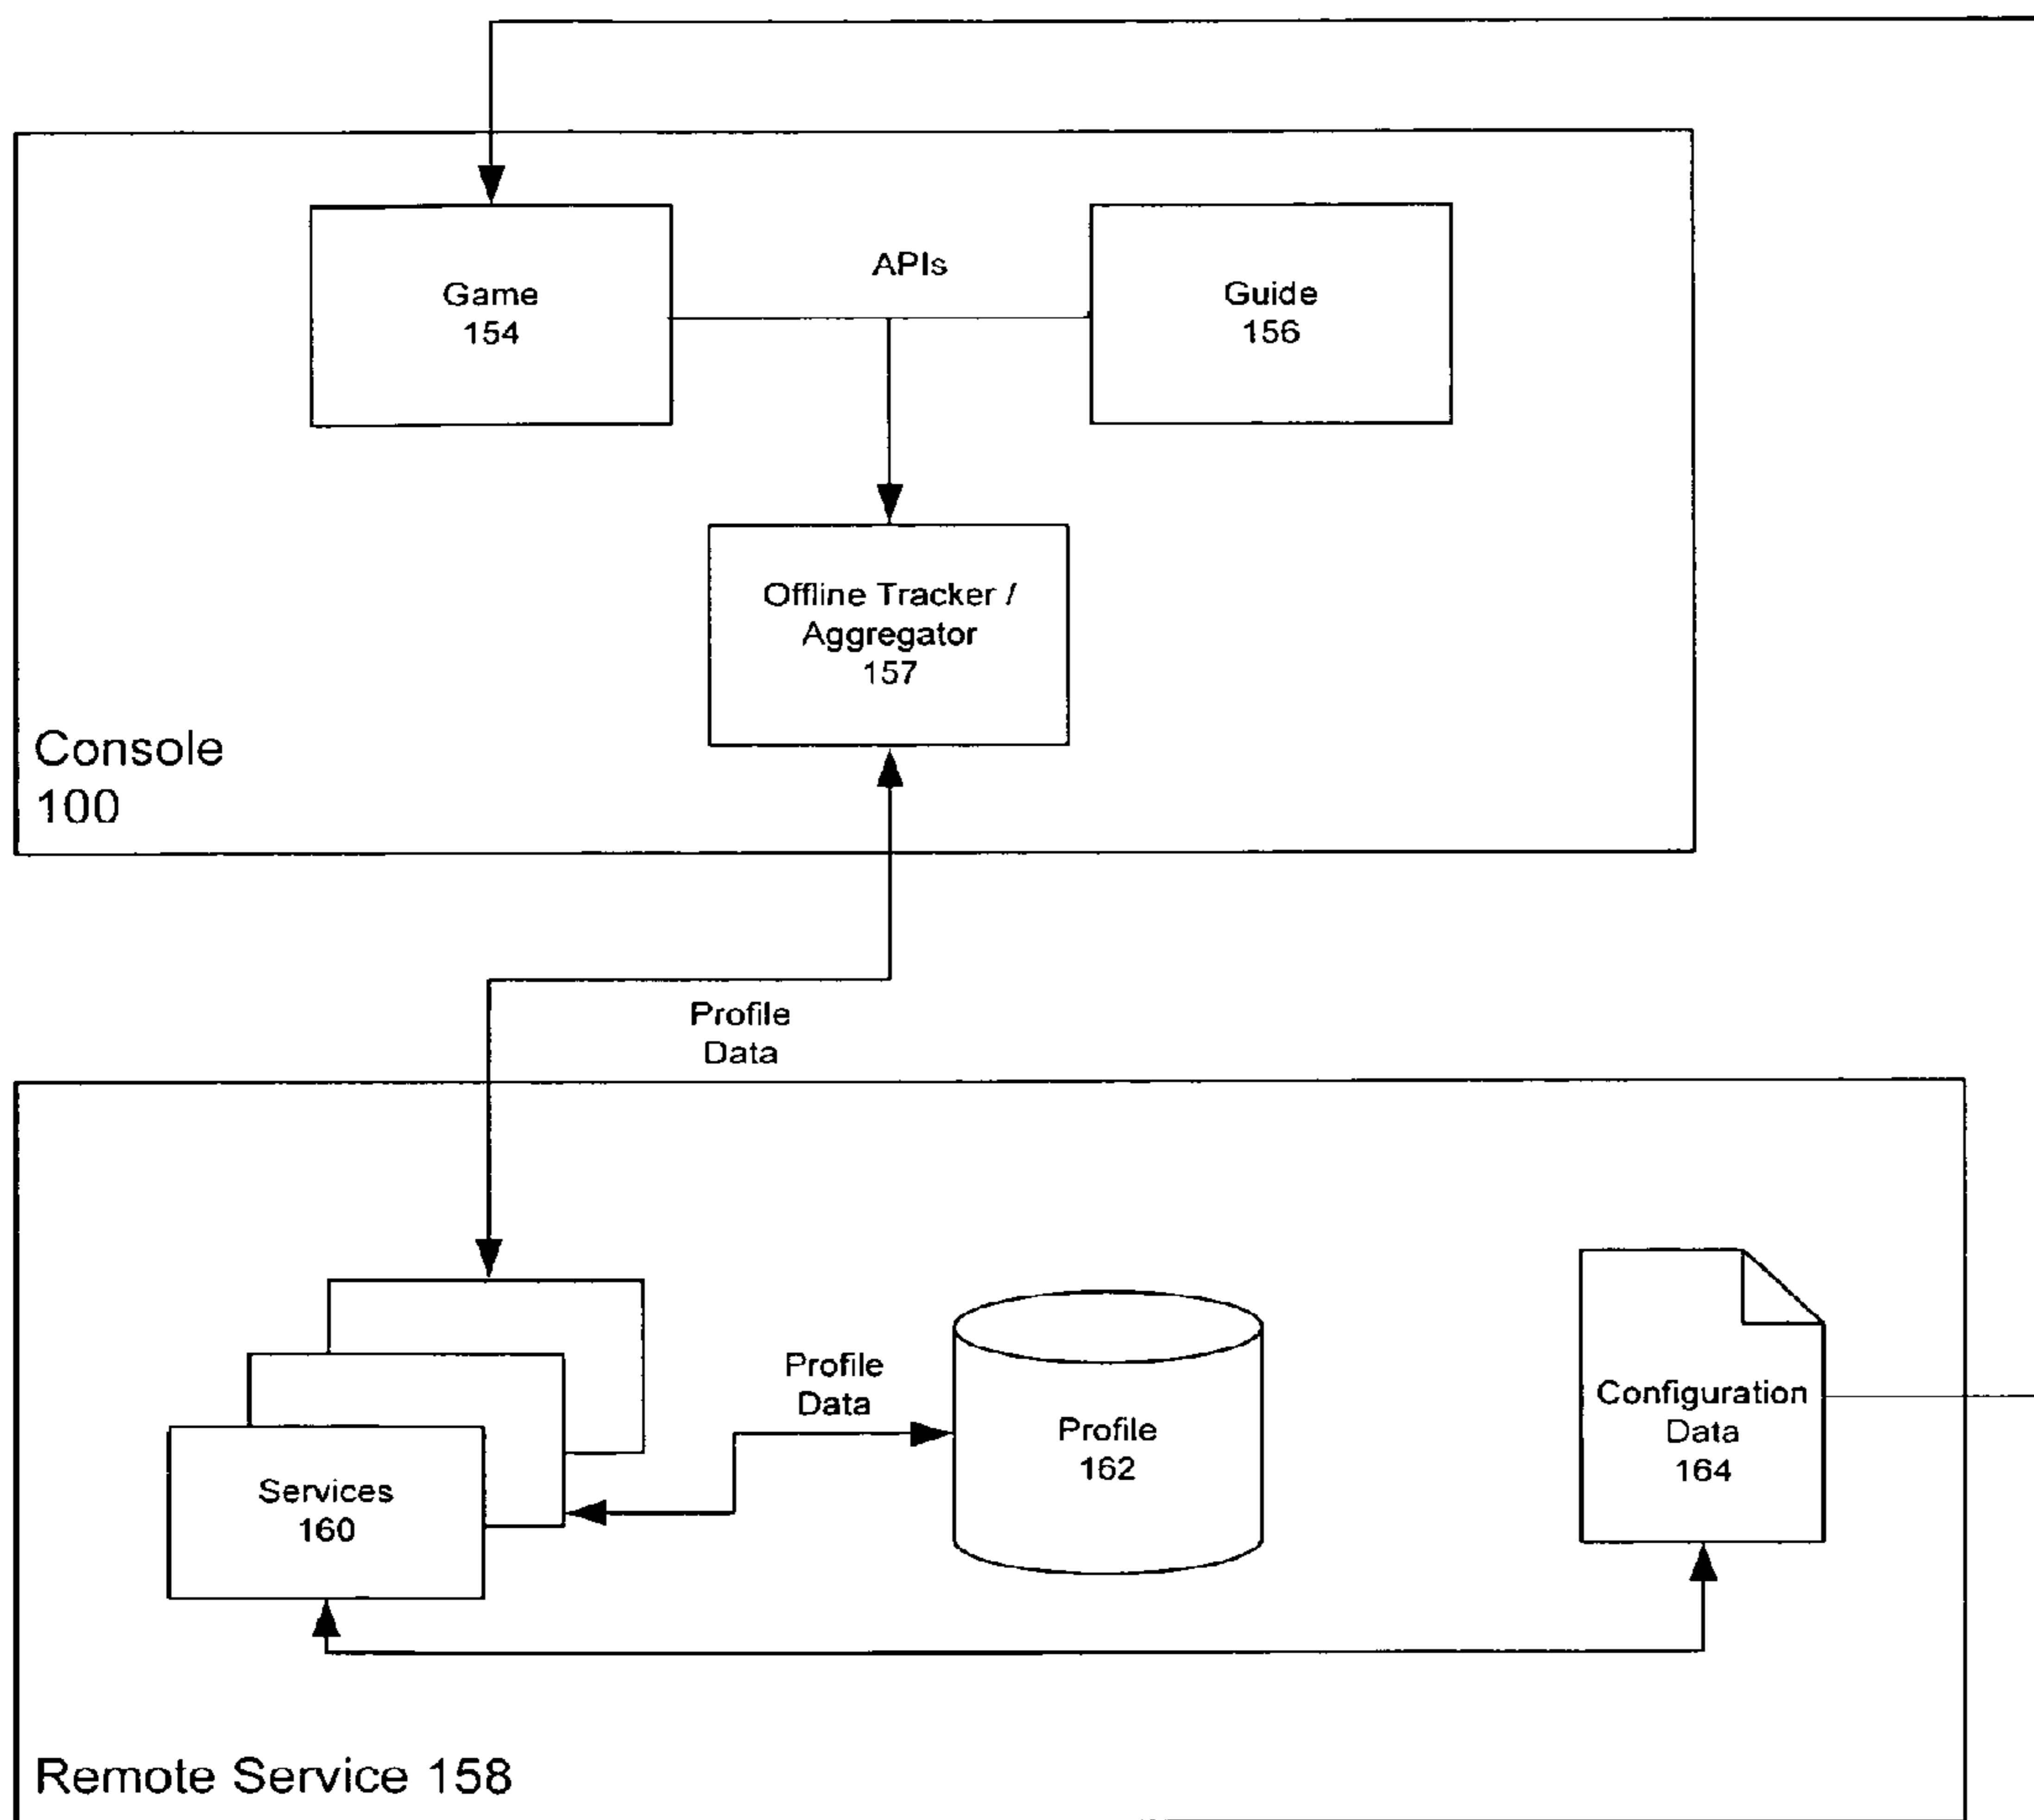 Game
154
APIs
Guide
156
Offline Tracker /
Aggregator
157
Console
100
Profile
Data
Profile
Data
Services
160
Profile
162
Configuration
Data
164
Remote Service 158